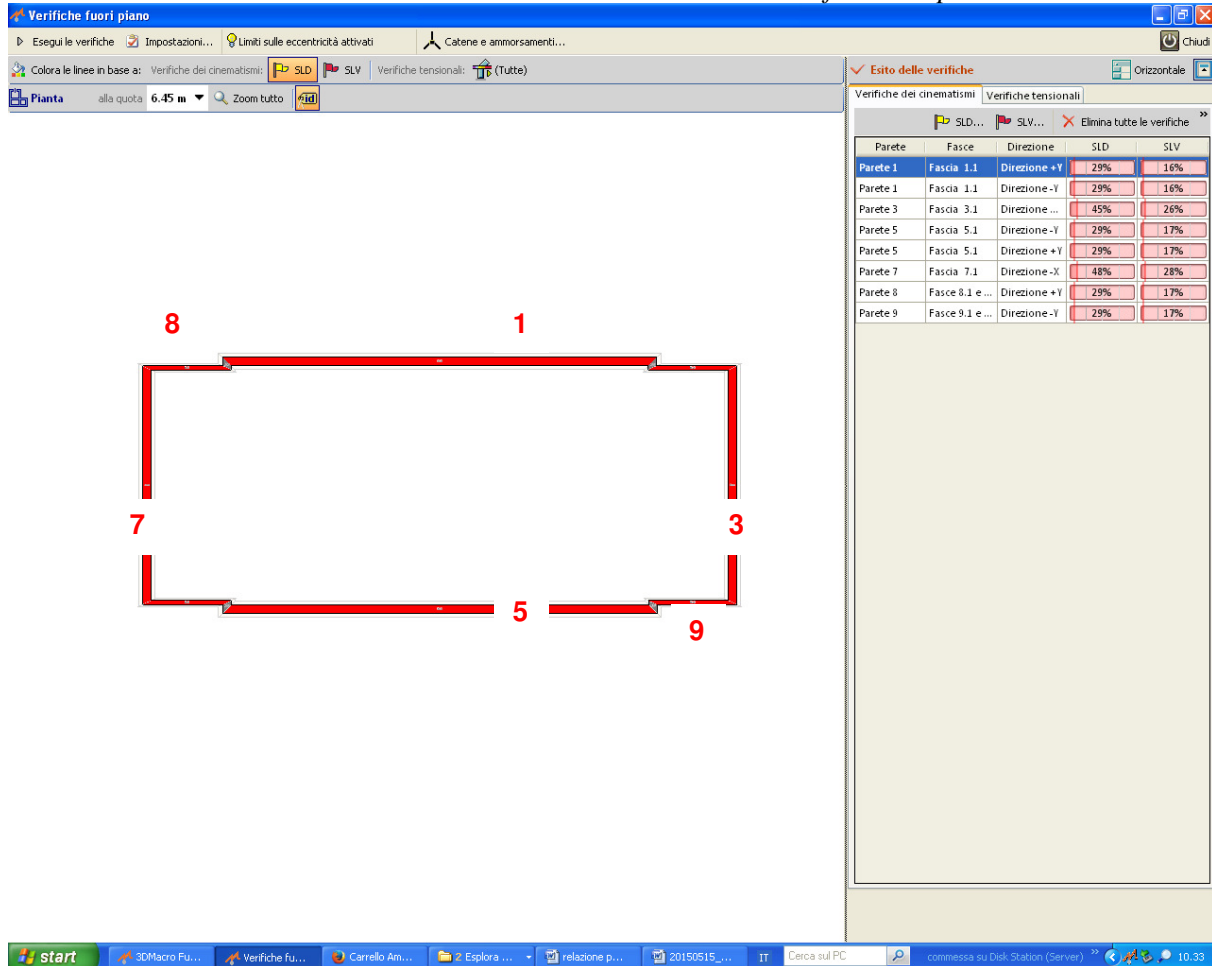 Verifiche fuori piano
Esegui le verifiche Impostazioni... Limiti sulle eccentricità attivati Catene e ammorsamenti... Chiudi
Colora le linee in base a: Verifiche dei cinematismi: SLD SLV Verifiche tensionali: (Tutte)
Pianta alla quota 6.45 m Zoom tutto id
8
1
7
3
5
9
Esito delle verifiche Orizzontale
Verifiche dei cinematismi Verifiche tensionali
SLD... SLV... Elimina tutte le verifiche »
Parete Fasce Direzione SLD SLV
Parete 1 Fascia 1.1 Direzione +Y 29% 16%
Parete 1 Fascia 1.1 Direzione -Y 29% 16%
Parete 3 Fascia 3.1 Direzione ... 45% 26%
Parete 5 Fascia 5.1 Direzione -Y 29% 17%
Parete 5 Fascia 5.1 Direzione +Y 29% 17%
Parete 7 Fascia 7.1 Direzione -X 48% 28%
Parete 8 Fasce 8.1 e ... Direzione +Y 29% 17%
Parete 9 Fasce 9.1 e ... Direzione -Y 29% 17%
start 3DMacro Fu... Verifiche fu... Carrello Am... 2 Esplora ... relazione p... 20150515_... IT Cerca sul PC commessa su Disk Station (Server) » 10.33